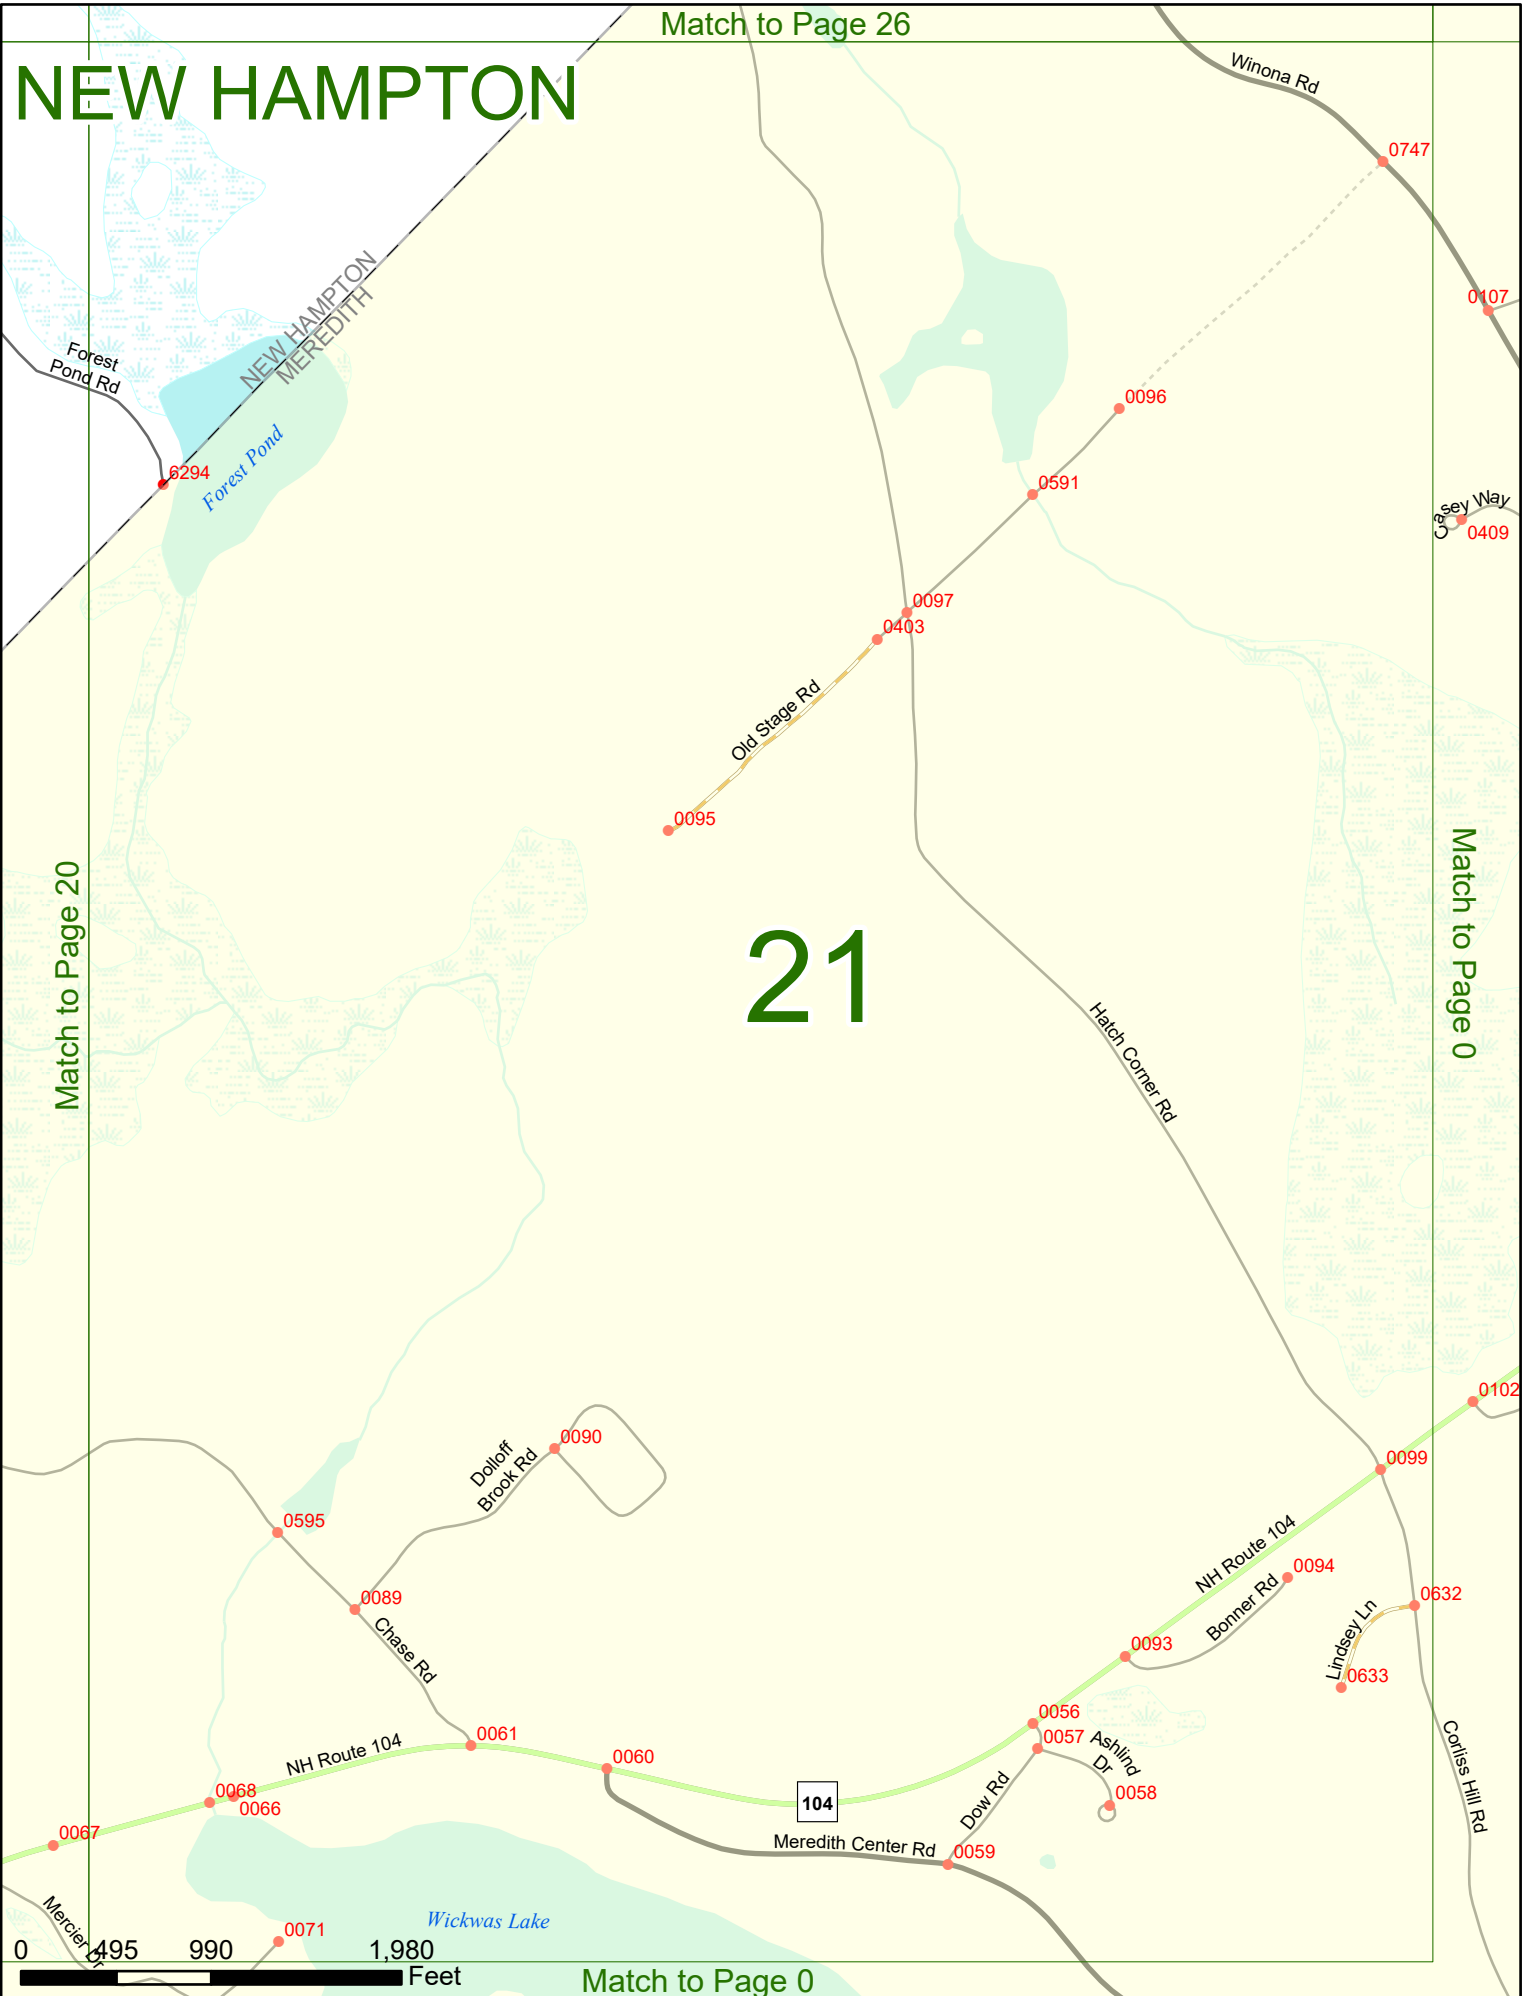 Match to Page 26
NEW HAMPTON
Winona Rd
0747
NEW HAMPTON
MEREDITH
0107
Forest
Pond Rd
0096
6294
Forest Pond
0591
Casey Way
0409
0097
0403
Old Stage Rd
0095
Match to Page 20
21
Match to Page 0
Hatch Corner Rd
0102
0090
Dolloff
Brook Rd
0099
0595
NH Route 104
0094
0089
Bonner Rd
0632
Lindsey Ln
Chase Rd
0093
0633
0056
0061
0057
Ashlind
Dr
NH Route 104
0060
Corliss Hill Rd
0068
0066
104
Dow Rd
0058
0067
Meredith Center Rd
0059
Mercier Dr
Wickwas Lake
0071
0 495 990 1,980
Feet
Match to Page 0